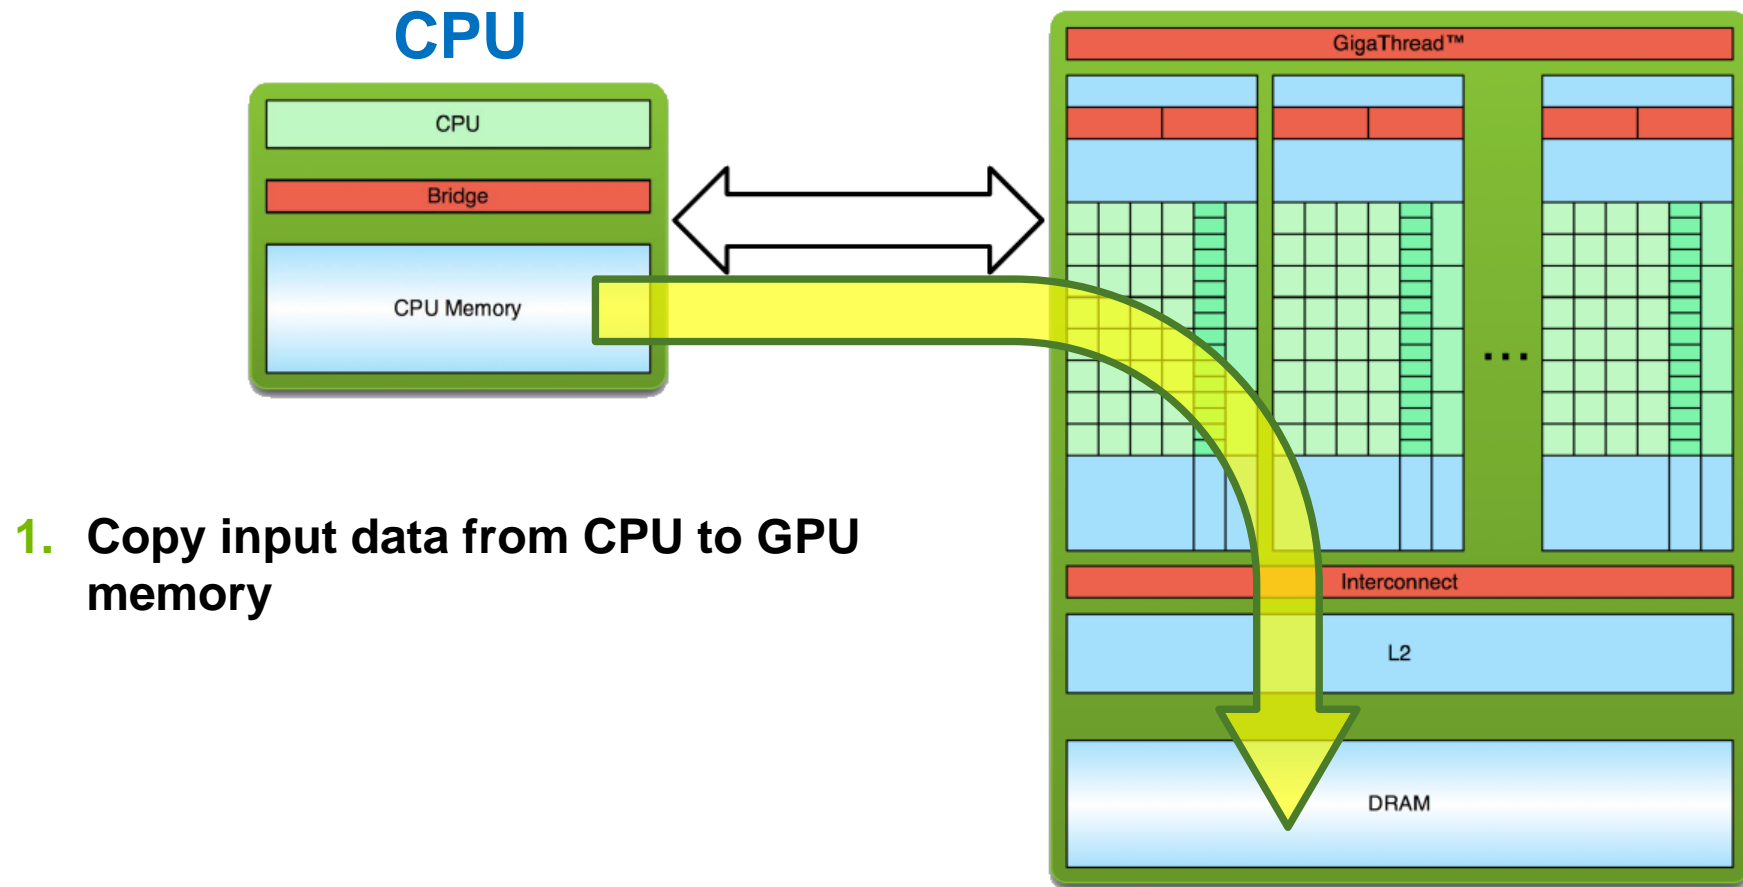 CPU
CPU
Bridge
CPU Memory
1. Copy input data from CPU to GPU
memory
GigaThread™
...
Interconnect
L2
DRAM